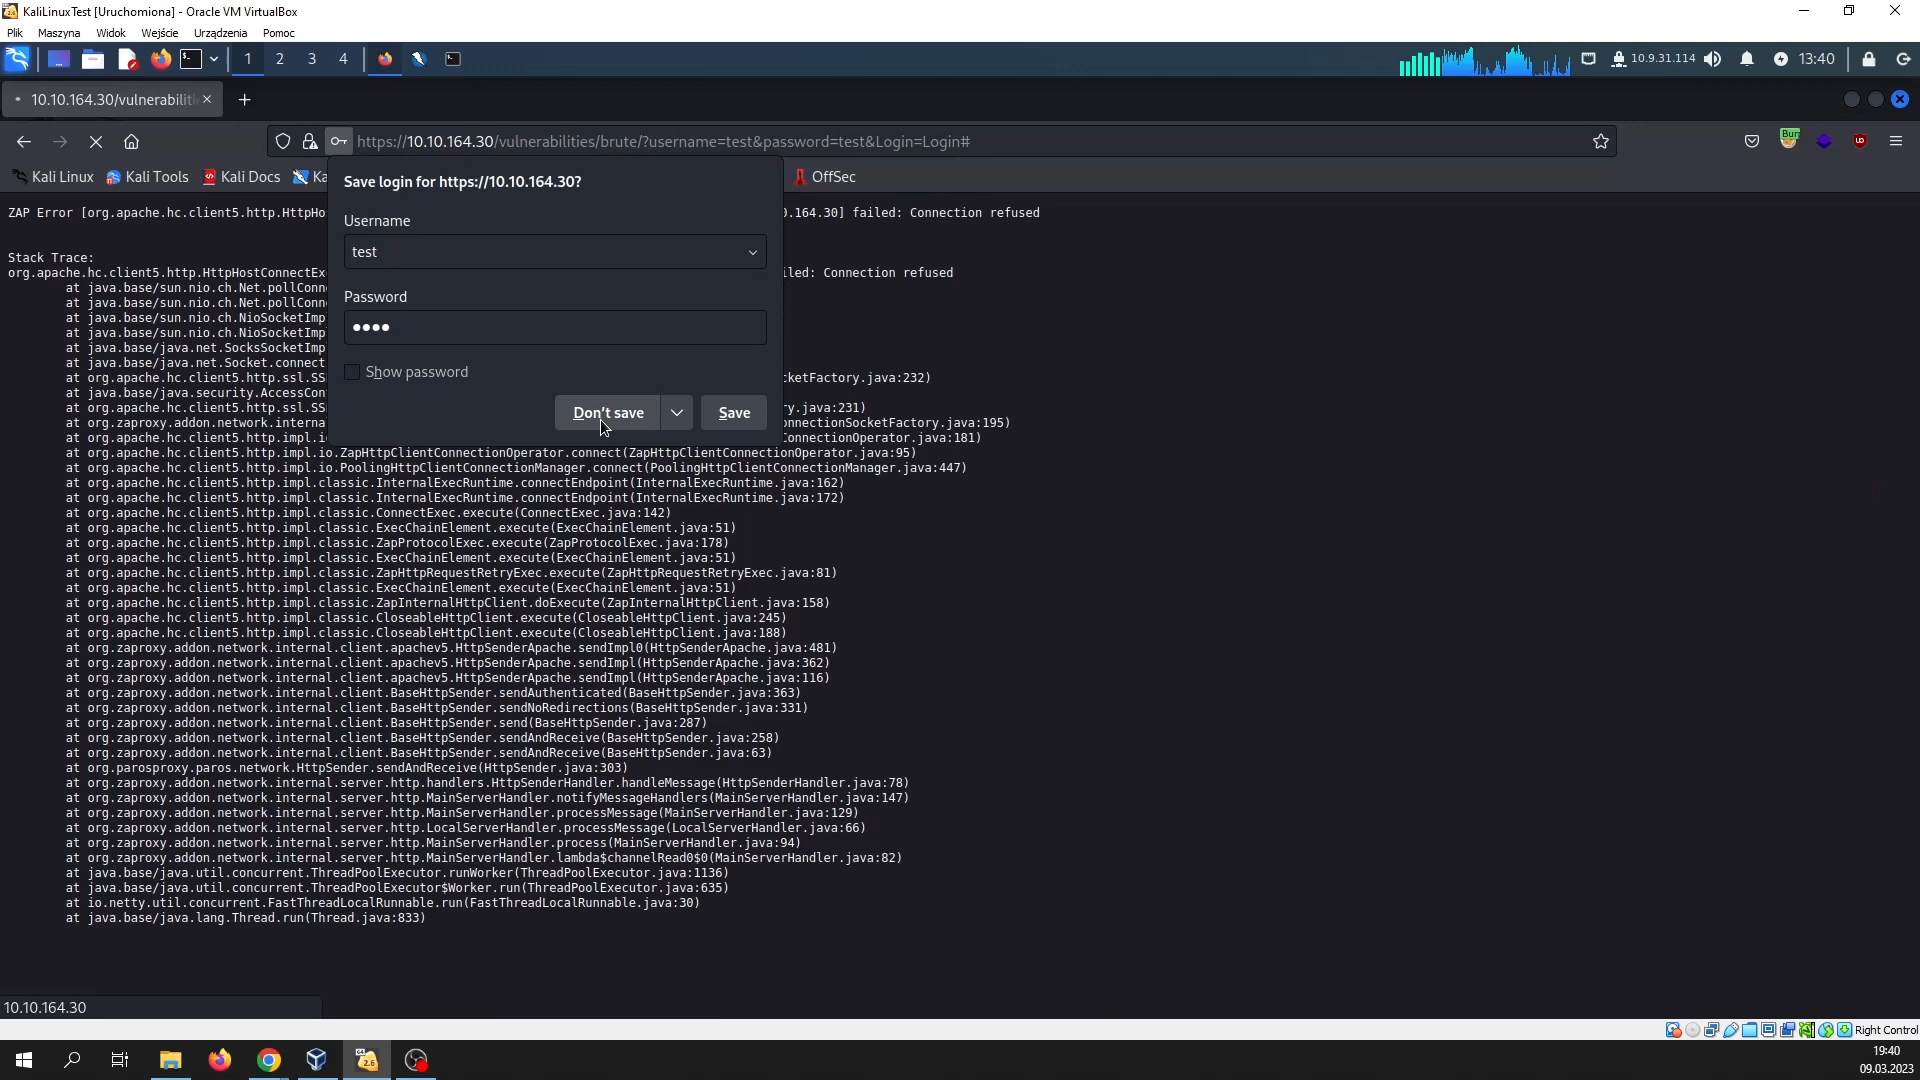 KaliLinuxTest [Uruchomiona] - Oracle VM VirtualBox
Plik Maszyna Widok Wejście Urządzenia Pomoc
1 2 3 4 10.9.31.114 13:40
10.10.164.30/vulnerabiliti
https://10.10.164.30/vulnerabilities/brute/?username=test&password=test&Login=Login#
Kali Linux Kali Tools Kali Docs Ka OffSec
Save login for https://10.10.164.30?
Username
test
Password
••••
Show password
Don't save Save
ZAP Error [org.apache.hc.client5.http.HttpHo 0.164.30] failed: Connection refused
Stack Trace:
org.apache.hc.client5.http.HttpHostConnectEx iled: Connection refused
at java.base/sun.nio.ch.Net.pollConn
at java.base/sun.nio.ch.Net.pollConn
at java.base/sun.nio.ch.NioSocketImp
at java.base/sun.nio.ch.NioSocketImp
at java.base/java.net.SocksSocketImp
at java.base/java.net.Socket.connect
at org.apache.hc.client5.http.ssl.SS cketFactory.java:232)
at java.base/java.security.AccessCon
at org.apache.hc.client5.http.ssl.SS ry.java:231)
at org.zaproxy.addon.network.interna onnectionSocketFactory.java:195)
at org.apache.hc.client5.http.impl.i ConnectionOperator.java:181)
at org.apache.hc.client5.http.impl.io.ZapHttpClientConnectionOperator.connect(ZapHttpClientConnectionOperator.java:95)
at org.apache.hc.client5.http.impl.io.PoolingHttpClientConnectionManager.connect(PoolingHttpClientConnectionManager.java:447)
at org.apache.hc.client5.http.impl.classic.InternalExecRuntime.connectEndpoint(InternalExecRuntime.java:162)
at org.apache.hc.client5.http.impl.classic.InternalExecRuntime.connectEndpoint(InternalExecRuntime.java:172)
at org.apache.hc.client5.http.impl.classic.ConnectExec.execute(ConnectExec.java:142)
at org.apache.hc.client5.http.impl.classic.ExecChainElement.execute(ExecChainElement.java:51)
at org.apache.hc.client5.http.impl.classic.ZapProtocolExec.execute(ZapProtocolExec.java:178)
at org.apache.hc.client5.http.impl.classic.ExecChainElement.execute(ExecChainElement.java:51)
at org.apache.hc.client5.http.impl.classic.ZapHttpRequestRetryExec.execute(ZapHttpRequestRetryExec.java:81)
at org.apache.hc.client5.http.impl.classic.ExecChainElement.execute(ExecChainElement.java:51)
at org.apache.hc.client5.http.impl.classic.ZapInternalHttpClient.doExecute(ZapInternalHttpClient.java:158)
at org.apache.hc.client5.http.impl.classic.CloseableHttpClient.execute(CloseableHttpClient.java:245)
at org.apache.hc.client5.http.impl.classic.CloseableHttpClient.execute(CloseableHttpClient.java:188)
at org.zaproxy.addon.network.internal.client.apachev5.HttpSenderApache.sendImpl0(HttpSenderApache.java:481)
at org.zaproxy.addon.network.internal.client.apachev5.HttpSenderApache.sendImpl(HttpSenderApache.java:362)
at org.zaproxy.addon.network.internal.client.apachev5.HttpSenderApache.sendImpl(HttpSenderApache.java:116)
at org.zaproxy.addon.network.internal.client.BaseHttpSender.sendAuthenticated(BaseHttpSender.java:363)
at org.zaproxy.addon.network.internal.client.BaseHttpSender.sendNoRedirections(BaseHttpSender.java:331)
at org.zaproxy.addon.network.internal.client.BaseHttpSender.send(BaseHttpSender.java:287)
at org.zaproxy.addon.network.internal.client.BaseHttpSender.sendAndReceive(BaseHttpSender.java:258)
at org.zaproxy.addon.network.internal.client.BaseHttpSender.sendAndReceive(BaseHttpSender.java:63)
at org.parosproxy.paros.network.HttpSender.sendAndReceive(HttpSender.java:303)
at org.zaproxy.addon.network.internal.server.http.handlers.HttpSenderHandler.handleMessage(HttpSenderHandler.java:78)
at org.zaproxy.addon.network.internal.server.http.MainServerHandler.notifyMessageHandlers(MainServerHandler.java:147)
at org.zaproxy.addon.network.internal.server.http.MainServerHandler.processMessage(MainServerHandler.java:129)
at org.zaproxy.addon.network.internal.server.http.LocalServerHandler.processMessage(LocalServerHandler.java:66)
at org.zaproxy.addon.network.internal.server.http.MainServerHandler.process(MainServerHandler.java:94)
at org.zaproxy.addon.network.internal.server.http.MainServerHandler.lambda$channelRead0$0(MainServerHandler.java:82)
at java.base/java.util.concurrent.ThreadPoolExecutor.runWorker(ThreadPoolExecutor.java:1136)
at java.base/java.util.concurrent.ThreadPoolExecutor$Worker.run(ThreadPoolExecutor.java:635)
at io.netty.util.concurrent.FastThreadLocalRunnable.run(FastThreadLocalRunnable.java:30)
at java.base/java.lang.Thread.run(Thread.java:833)
10.10.164.30
Right Control
19:40
09.03.2023